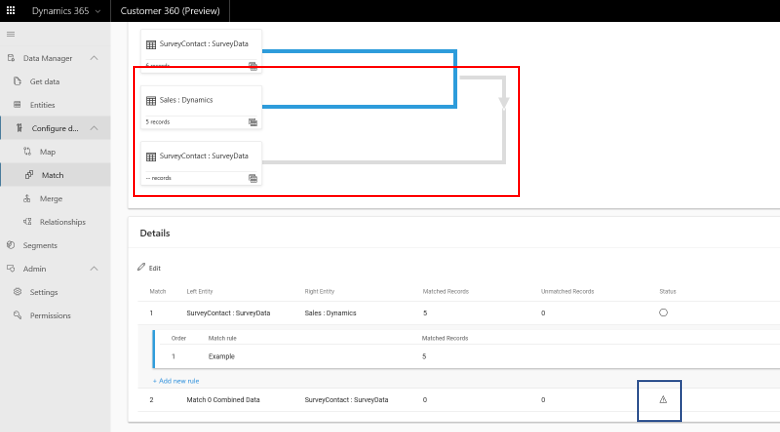 Dynamics 365
Customer 360 (Preview)
SurveyContact : SurveyData
Data Manager
Get data
Sales : Dynamics
Entities
5 records
Configure d...
Map
SurveyContact : SurveyData
Match
-- records
Merge
Relationships
Details
Segments
Admin
Edit
Settings
Match Left Entity Right Entity Matched Records Unmatched Records Status
Permissions
1 SurveyContact : SurveyData Sales : Dynamics 5 0
Order Match rule Matched Records
1 Example 5
+ Add new rule
2 Match 0 Combined Data SurveyContact : SurveyData 0 0